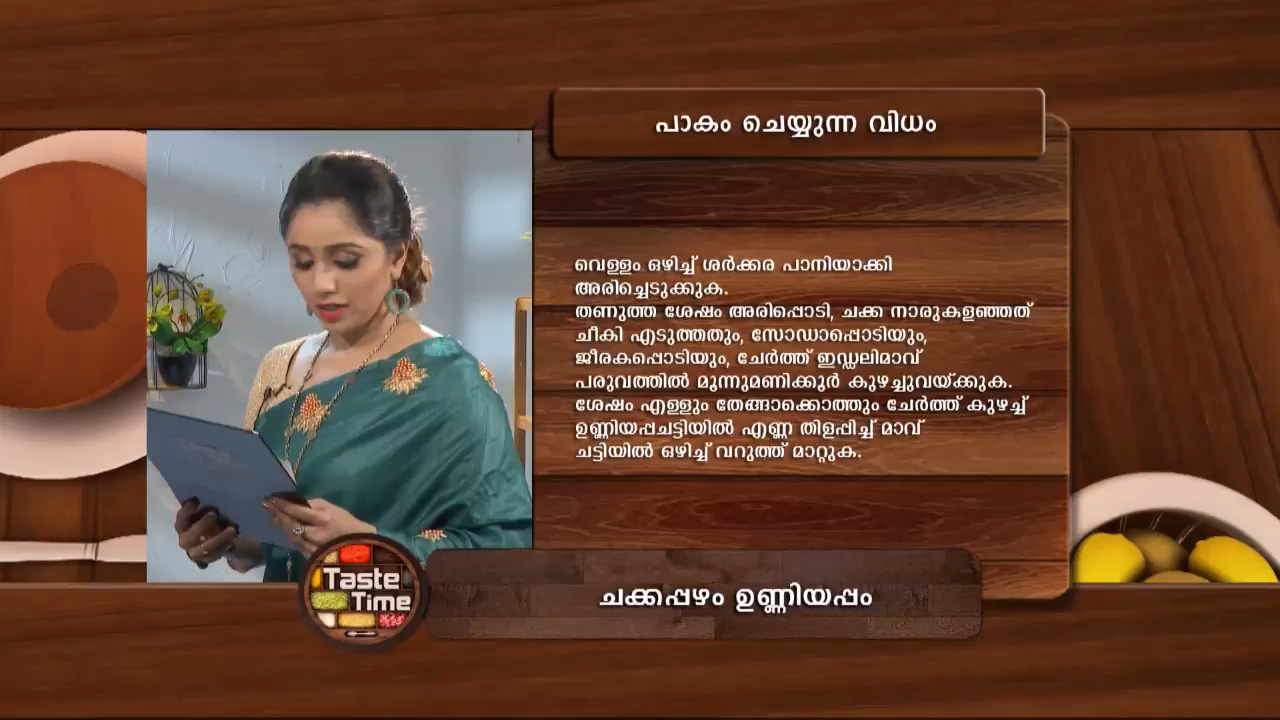 പാകം ചെയ്യുന്ന വിധം
വെള്ളം ഒഴിച്ച് ശർക്കര പാനിയാക്കി
അരിച്ചെടുക്കുക.
തണുത്ത ശേഷം അരിപ്പൊടി, ചക്ക നാരുകളഞ്ഞത്
ചീകി എടുത്തതും, സോഡാപ്പൊടിയും,
ജീരകപ്പൊടിയും, ചേർത്ത് ഇഡ്ഡലിമാവ്
പരുവത്തിൽ മൂന്നുമണിക്കൂർ കുഴച്ചുവയ്ക്കുക.
ശേഷം എള്ളും തേങ്ങാക്കൊത്തും ചേർത്ത് കുഴച്ച്
ഉണ്ണിയപ്പചട്ടിയിൽ എണ്ണ തിളപ്പിച്ച് മാവ്
ചട്ടിയിൽ ഒഴിച്ച് വറുത്ത് മാറ്റുക.
Taste
Time
ചക്കപ്പഴം ഉണ്ണിയപ്പം